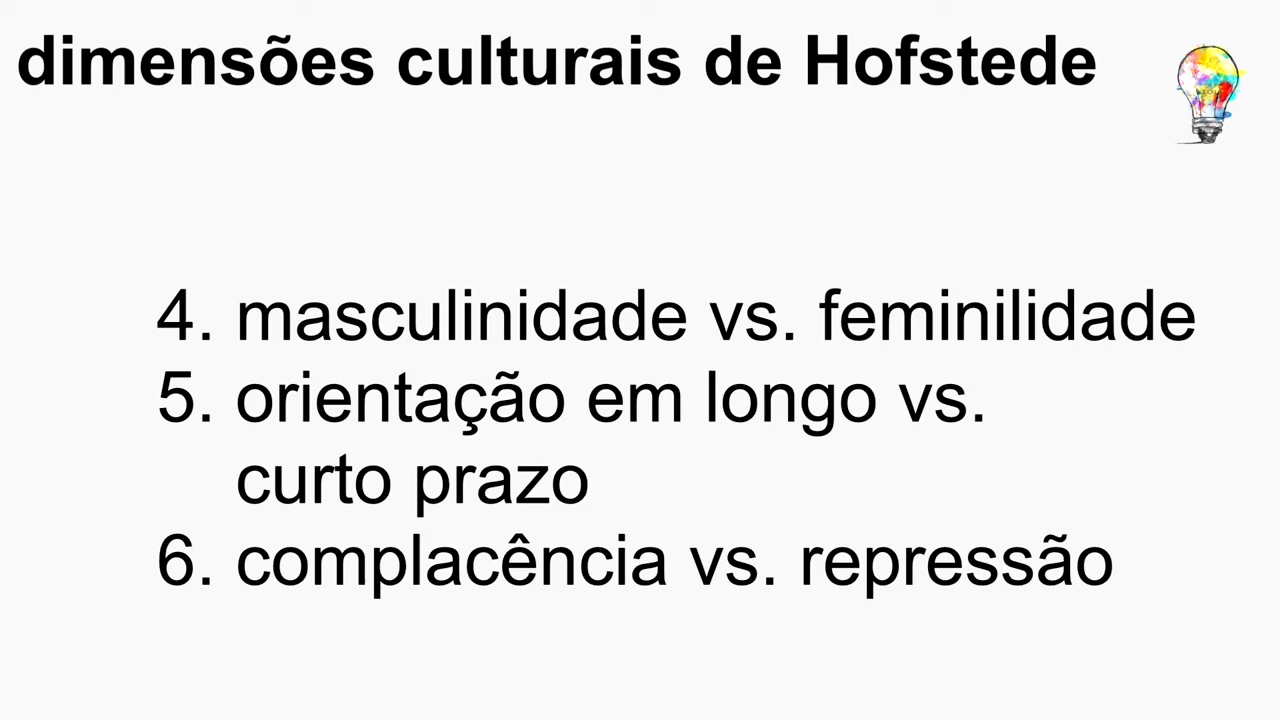 dimensões culturais de Hofstede
4. masculinidade vs. feminilidade
5. orientação em longo vs.
curto prazo
6. complacência vs. repressão